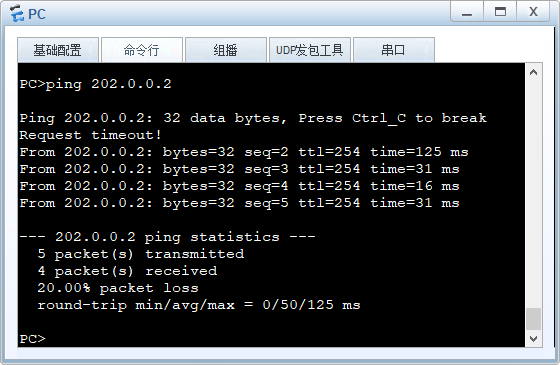 PC
基础配置 命令行 组播 UDP发包工具 串口
PC>ping 202.0.0.2
Ping 202.0.0.2: 32 data bytes, Press Ctrl_C to break
Request timeout!
From 202.0.0.2: bytes=32 seq=2 ttl=254 time=125 ms
From 202.0.0.2: bytes=32 seq=3 ttl=254 time=31 ms
From 202.0.0.2: bytes=32 seq=4 ttl=254 time=16 ms
From 202.0.0.2: bytes=32 seq=5 ttl=254 time=31 ms
--- 202.0.0.2 ping statistics ---
5 packet(s) transmitted
4 packet(s) received
20.00% packet loss
round-trip min/avg/max = 0/50/125 ms
PC>